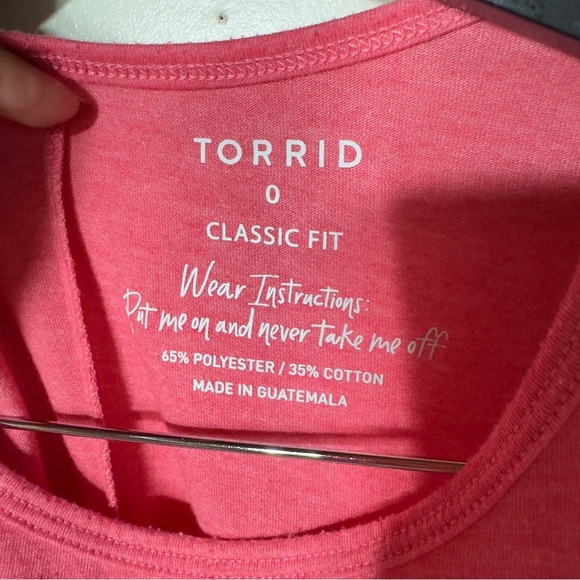 TORRID
0
CLASSIC FIT
Wear Instructions:
Put me on and never take me off
65% POLYESTER / 35% COTTON
MADE IN GUATEMALA